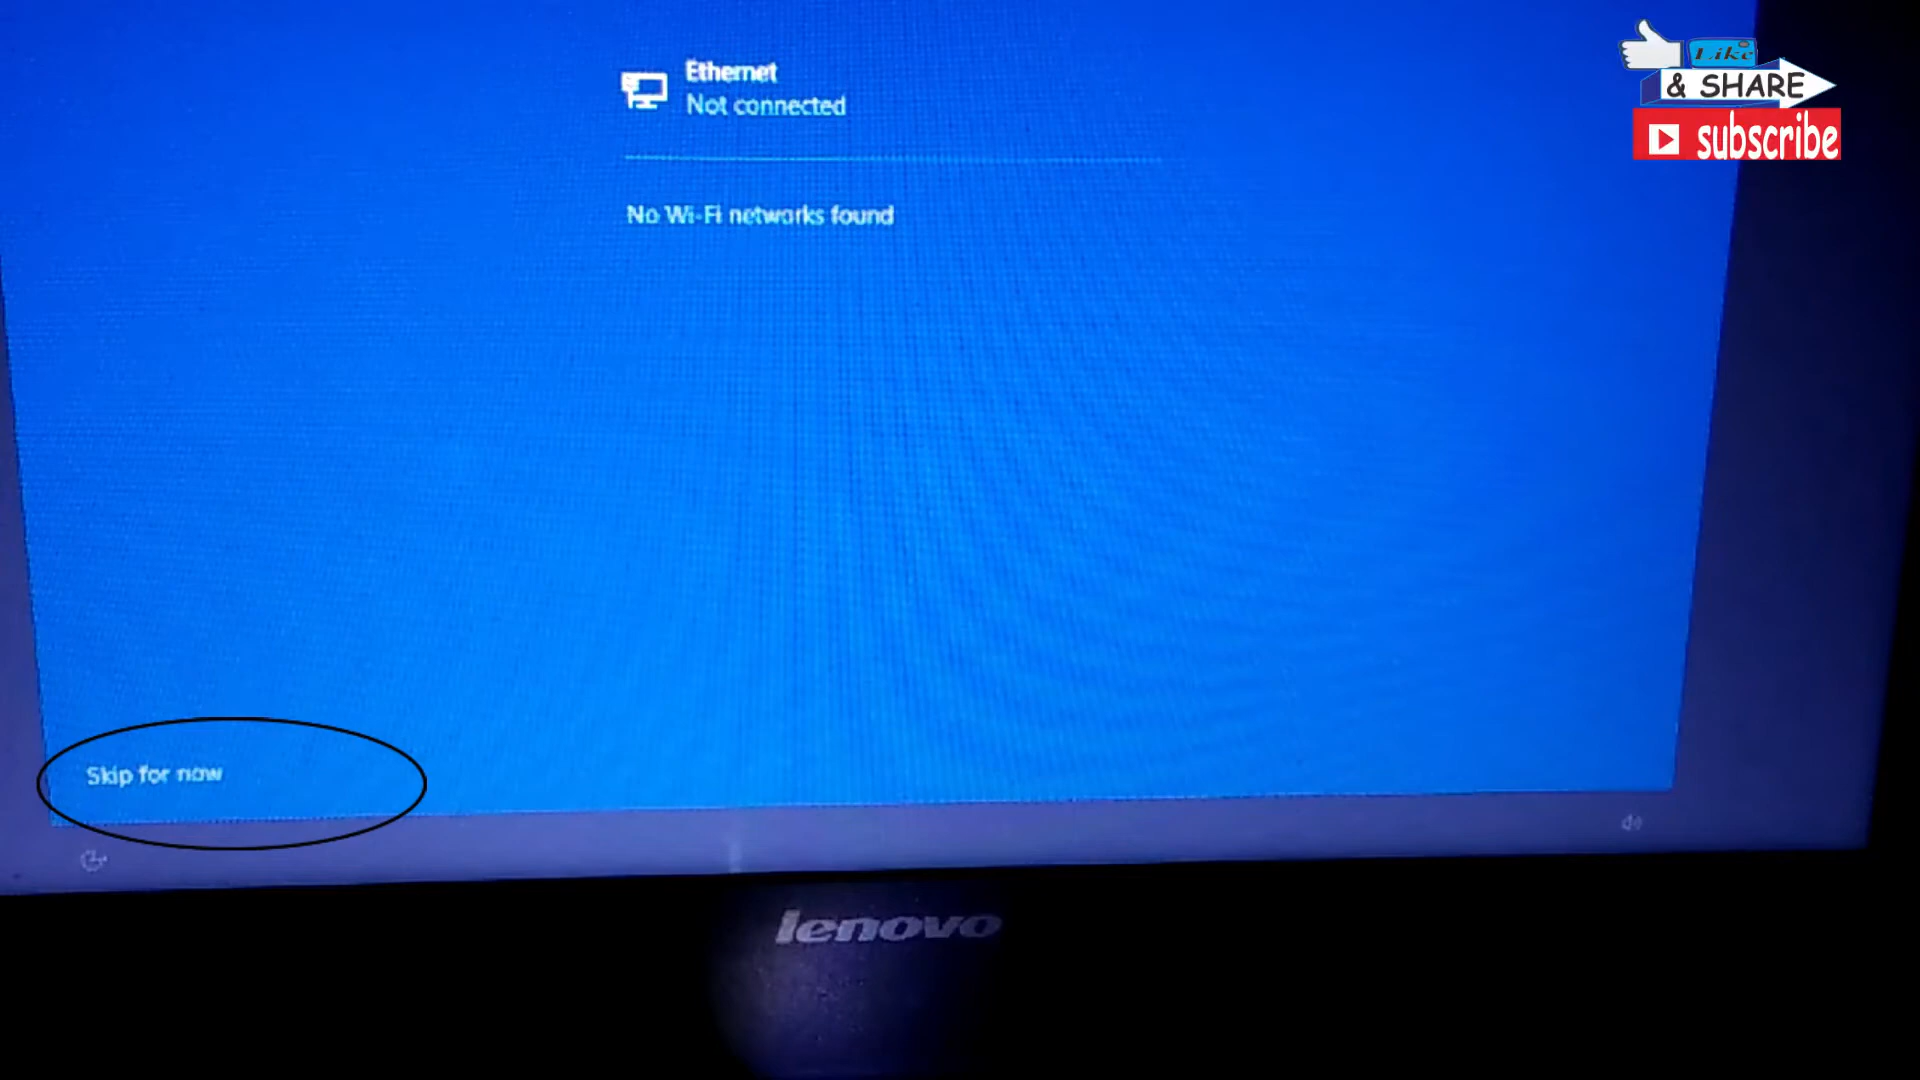 Ethernet
Not connected
No Wi-Fi networks found
Skip for now
lenovo
Like
& SHARE
subscribe